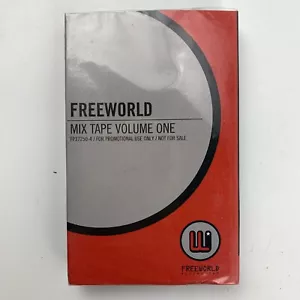 FREEWORLD
MIX TAPE VOLUME ONE
FOR PROMOTIONAL USE ONLY / NOT FOR SALE
FREEWORLD